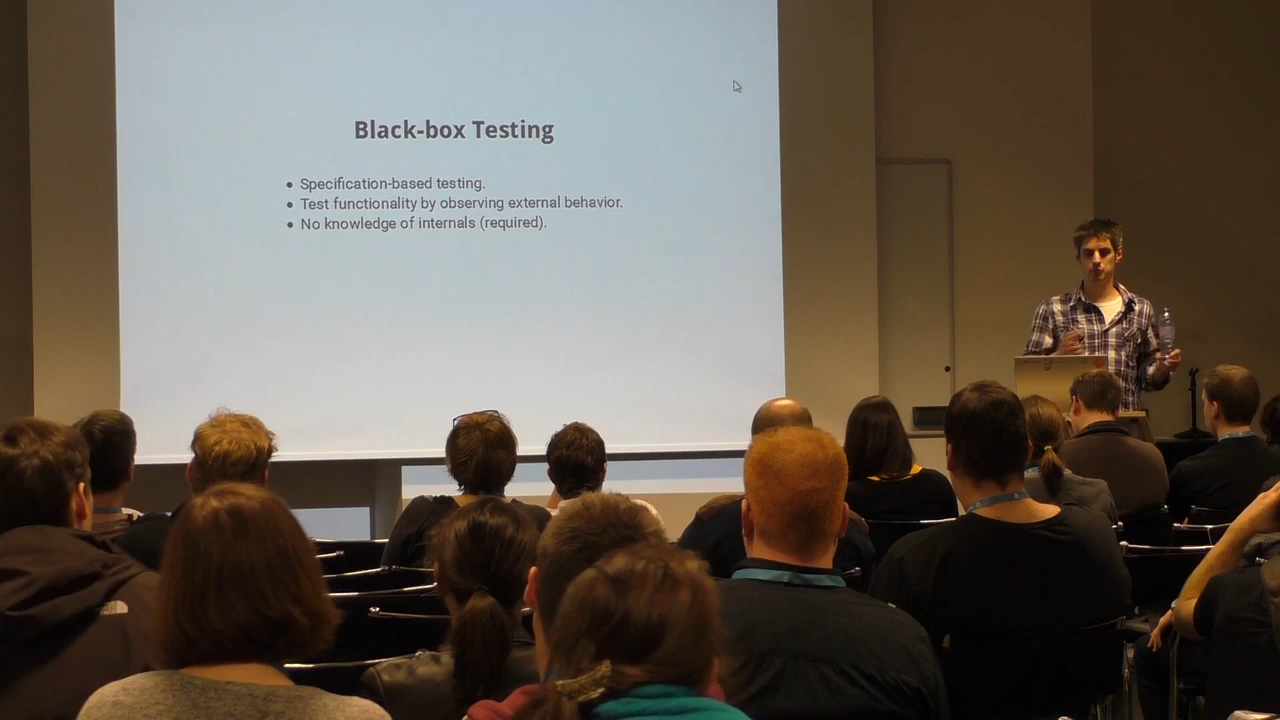 Black-box Testing
• Specification-based testing.
• Test functionality by observing external behavior.
• No knowledge of internals (required).